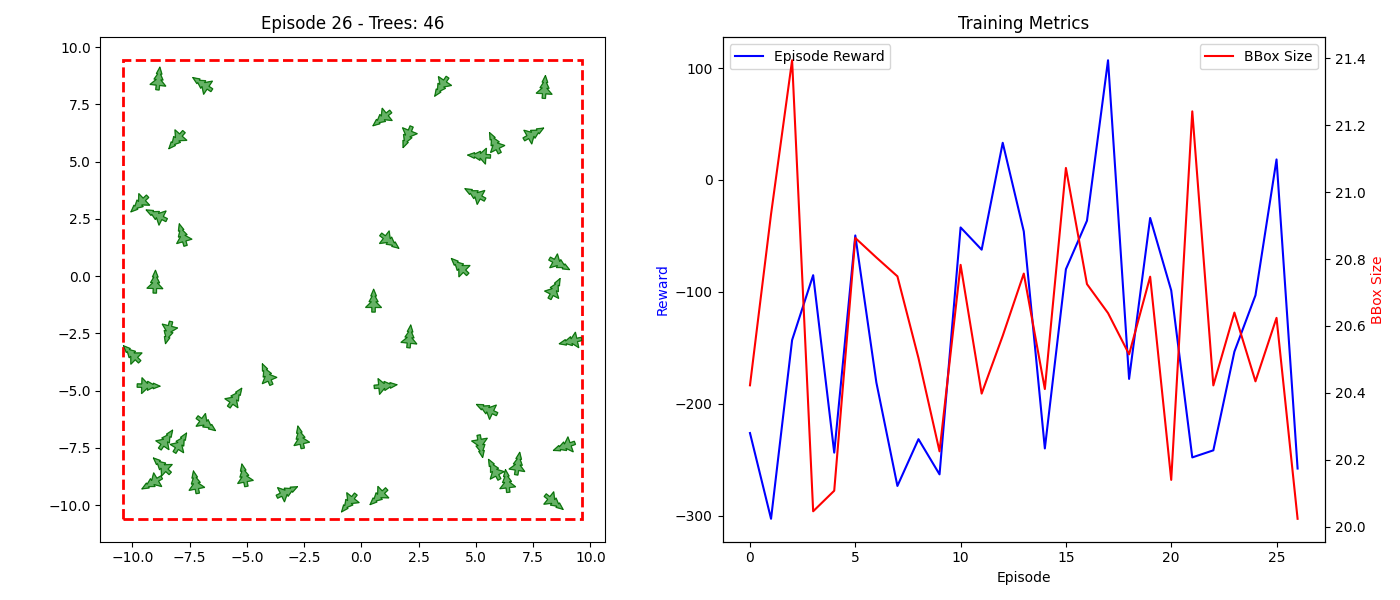 Episode 26 - Trees: 46
10.0
7.5
5.0
2.5
0.0
−2.5
−5.0
−7.5
−10.0
−10.0 −7.5 −5.0 −2.5 0.0 2.5 5.0 7.5 10.0
Training Metrics
Episode Reward
BBox Size
Reward
100
0
−100
−200
−300
0 5 10 15 20 25
Episode
21.4
21.2
21.0
20.8
20.6
20.4
20.2
20.0
BBox Size